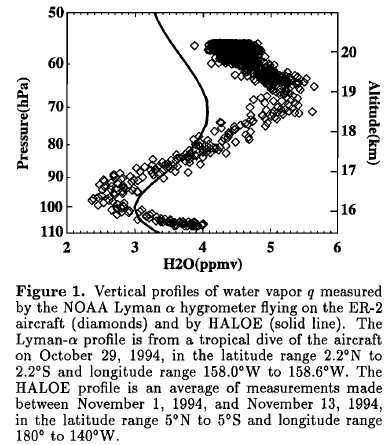 50
60
70
80
90
100
110
Pressure(hPa)
20
19
18
17
16
Altitude(km)
2 3 4 5 6
H2O(ppmv)
Figure 1. Vertical profiles of water vapor q measured
by the NOAA Lyman α hygrometer flying on the ER-2
aircraft (diamonds) and by HALOE (solid line). The
Lyman-α profile is from a tropical dive of the aircraft
on October 29, 1994, in the latitude range 2.2°N to
2.2°S and longitude range 158.0°W to 158.6°W. The
HALOE profile is an average of measurements made
between November 1, 1994, and November 13, 1994,
in the latitude range 5°N to 5°S and longitude range
180° to 140°W.